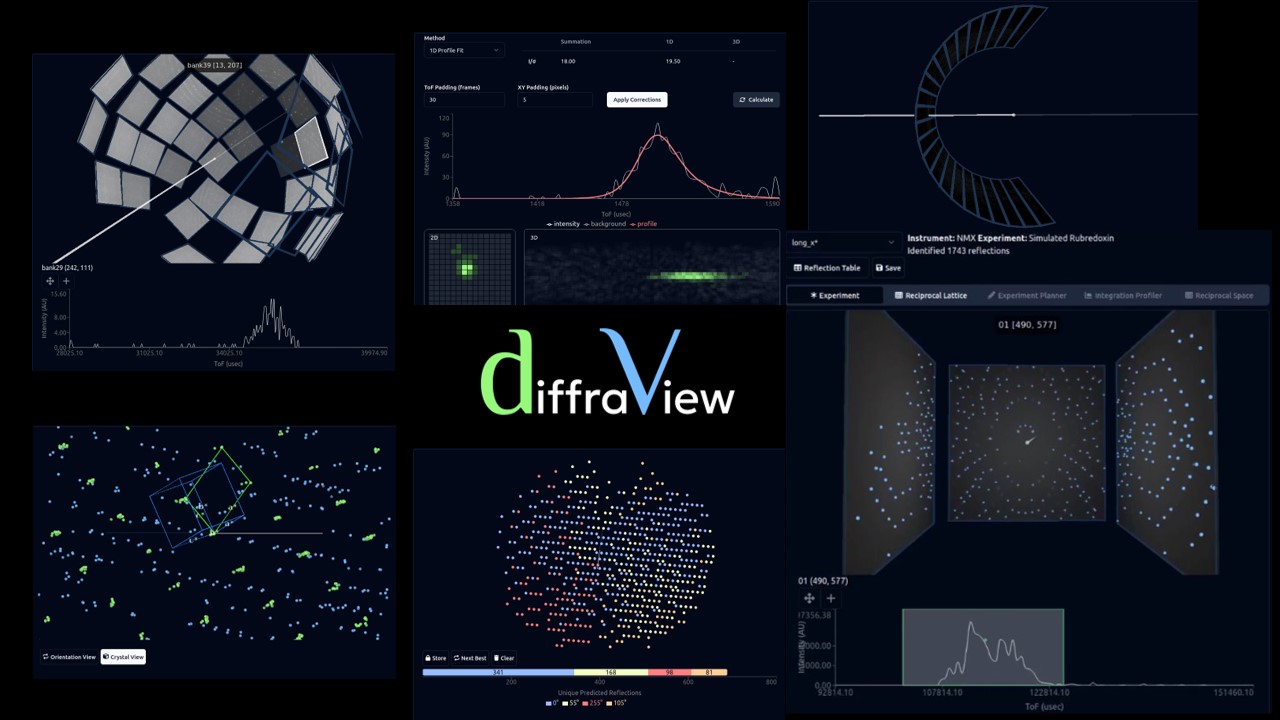 bank39 [13, 207]
bank29 (242, 111)
Intensity (AU)
15.60
8.00
4.00
0.00
28025.10 31025.10 34025.10 39974.90
ToF (usec)
Method
Summation 1D 3D
1D Profile Fit
I/σ 18.00 19.50 -
ToF Padding (frames) XY Padding (pixels)
30 5 Apply Corrections Calculate
Intensity (AU)
120
90
60
30
0
1358 1418 1478 1590
ToF (usec)
intensity background profile
2D 3D
diffraView
long_x*
Instrument: NMX Experiment: Simulated Rubredoxin
Identified 1743 reflections
Reflection Table Save
Experiment Reciprocal Lattice Experiment Planner Integration Profiler Reciprocal Space
01 [490, 577]
01 (490, 577)
Intensity (AU)
0.00
92814.10 107814.10 122814.10 151460.10
ToF (usec)
Orientation View Crystal View
Store Next Best Clear
341 168 98 81
200 400 600 800
Unique Predicted Reflections
0° 55° 255° 105°